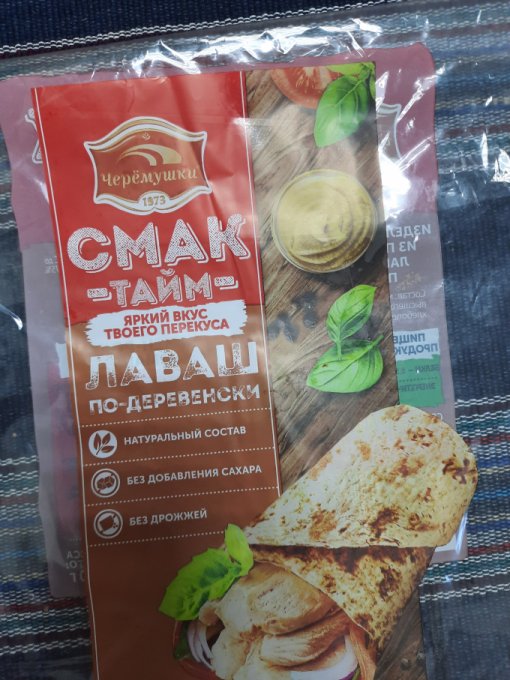 Черёмушки
1973
СМАК
ТАЙМ
ЯРКИЙ ВКУС
ТВОЕГО ПЕРЕКУСА
ЛАВАШ
ПО-ДЕРЕВЕНСКИ
НАТУРАЛЬНЫЙ СОСТАВ
БЕЗ ДОБАВЛЕНИЯ САХАРА
БЕЗ ДРОЖЖЕЙ